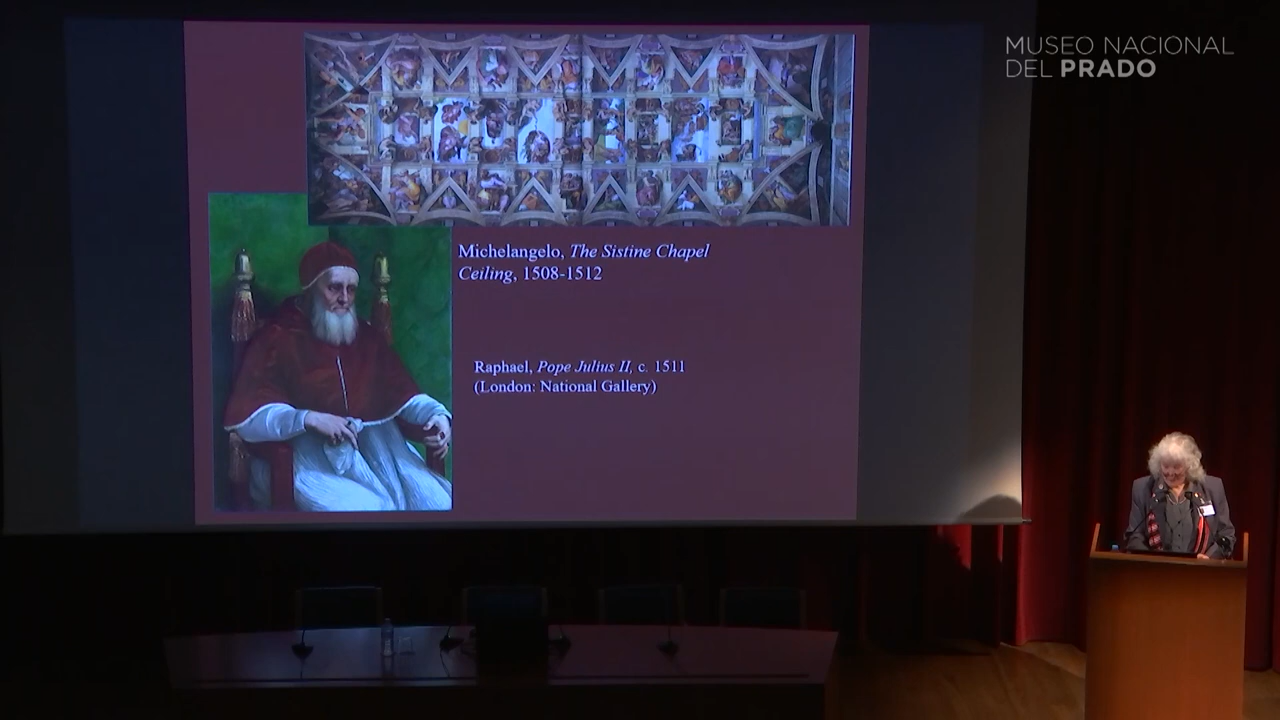 MUSEO NACIONAL
DEL PRADO
Michelangelo, The Sistine Chapel
Ceiling, 1508-1512
Raphael, Pope Julius II, c. 1511
(London: National Gallery)